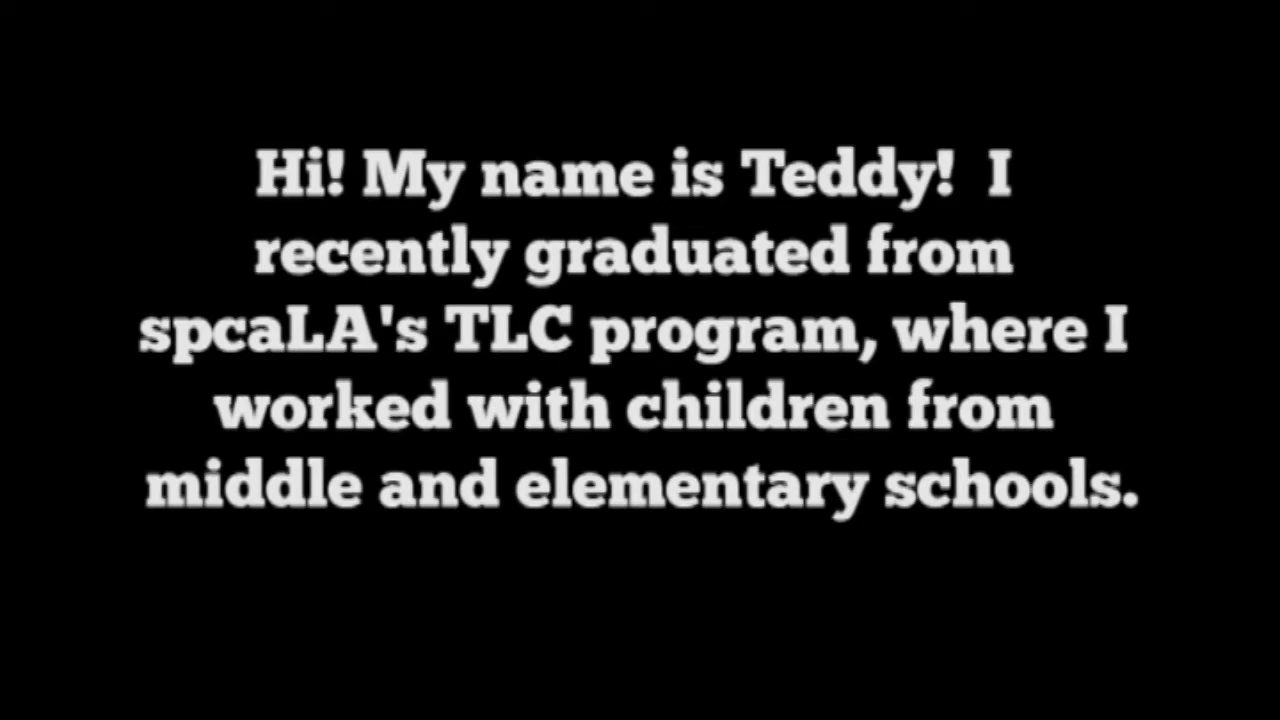 Hi! My name is Teddy!  I
recently graduated from
spcaLA's TLC program, where I
worked with children from
middle and elementary schools.